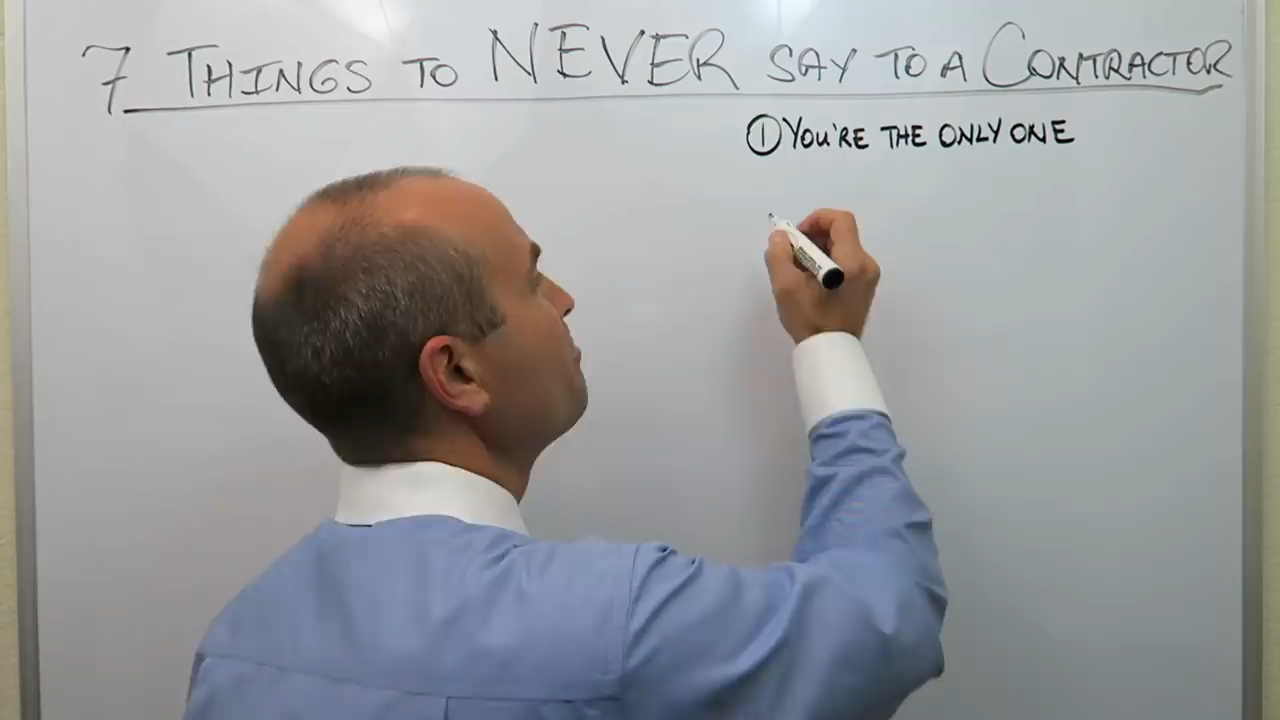 7 THINGS TO NEVER SAY TO A CONTRACTOR
① YOU'RE THE ONLY ONE